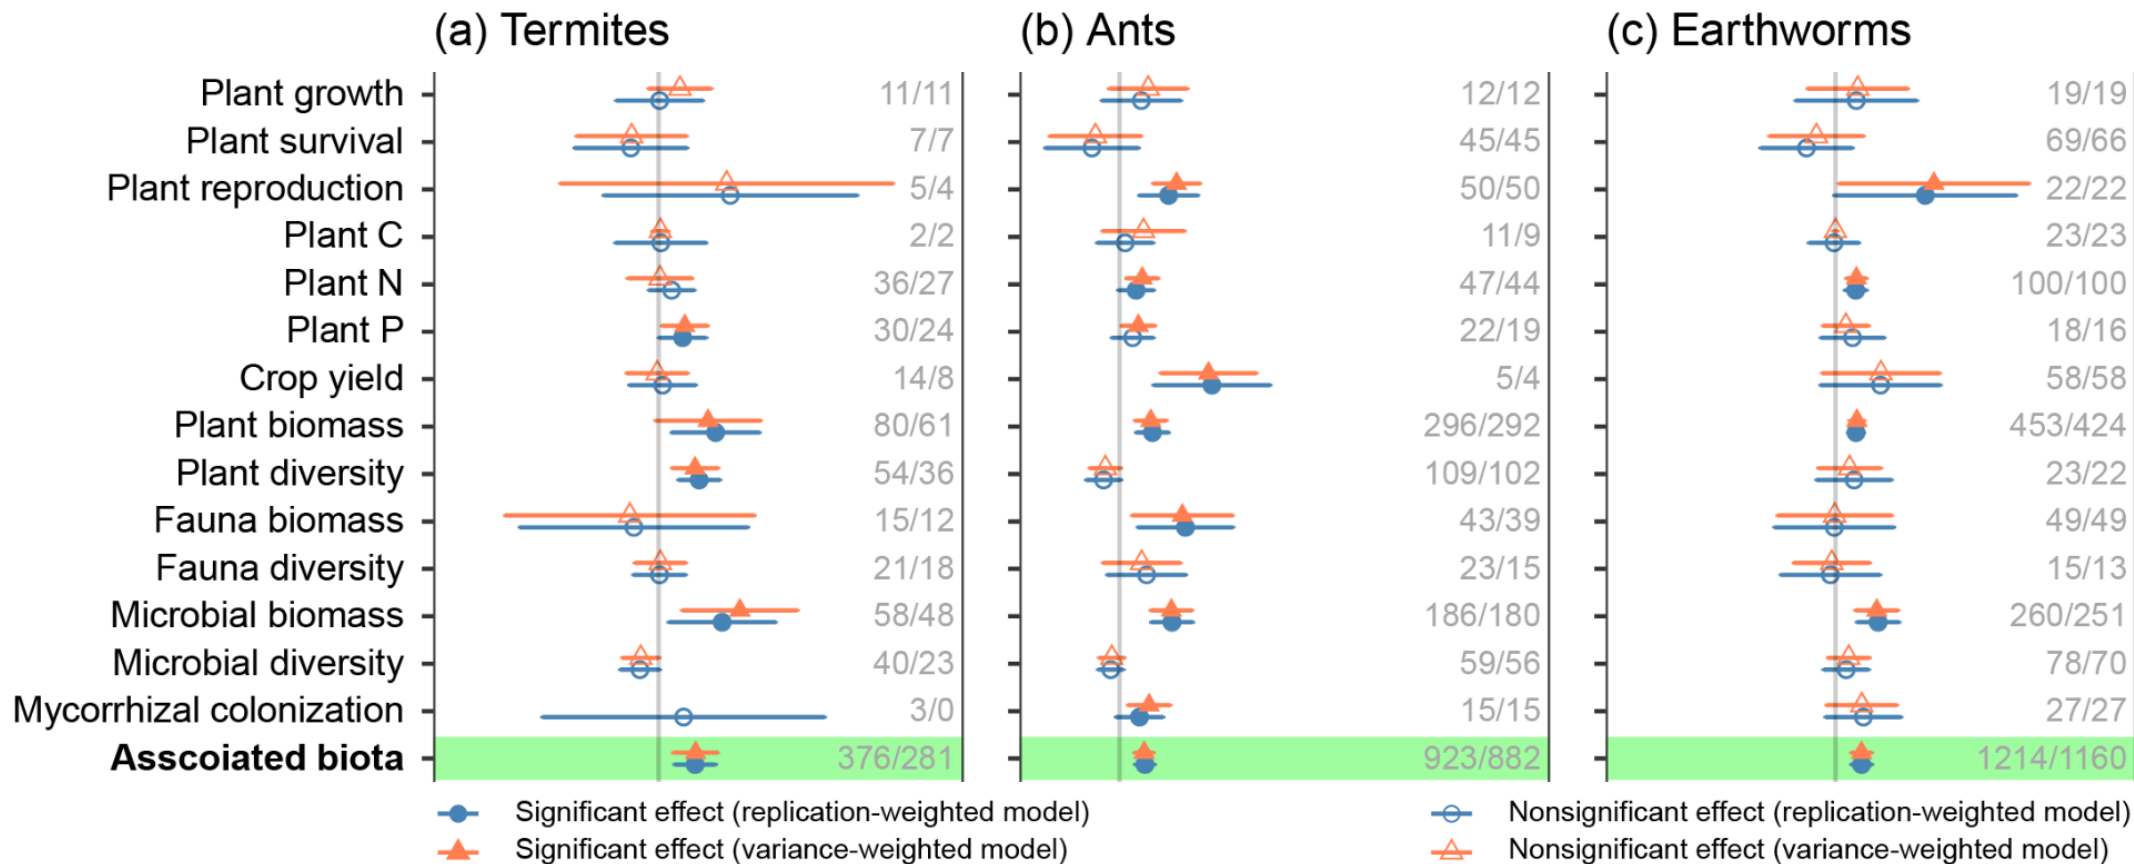 (a) Termites (b) Ants (c) Earthworms
Plant growth 11/11 12/12 19/19
Plant survival 7/7 45/45 69/66
Plant reproduction 5/4 50/50 22/22
Plant C 2/2 11/9 23/23
Plant N 36/27 47/44 100/100
Plant P 30/24 22/19 18/16
Crop yield 14/8 5/4 58/58
Plant biomass 80/61 296/292 453/424
Plant diversity 54/36 109/102 23/22
Fauna biomass 15/12 43/39 49/49
Fauna diversity 21/18 23/15 15/13
Microbial biomass 58/48 186/180 260/251
Microbial diversity 40/23 59/56 78/70
Mycorrhizal colonization 3/0 15/15 27/27
Asscoiated biota 376/281 923/882 1214/1160
Significant effect (replication-weighted model) Nonsignificant effect (replication-weighted model)
Significant effect (variance-weighted model) Nonsignificant effect (variance-weighted model)